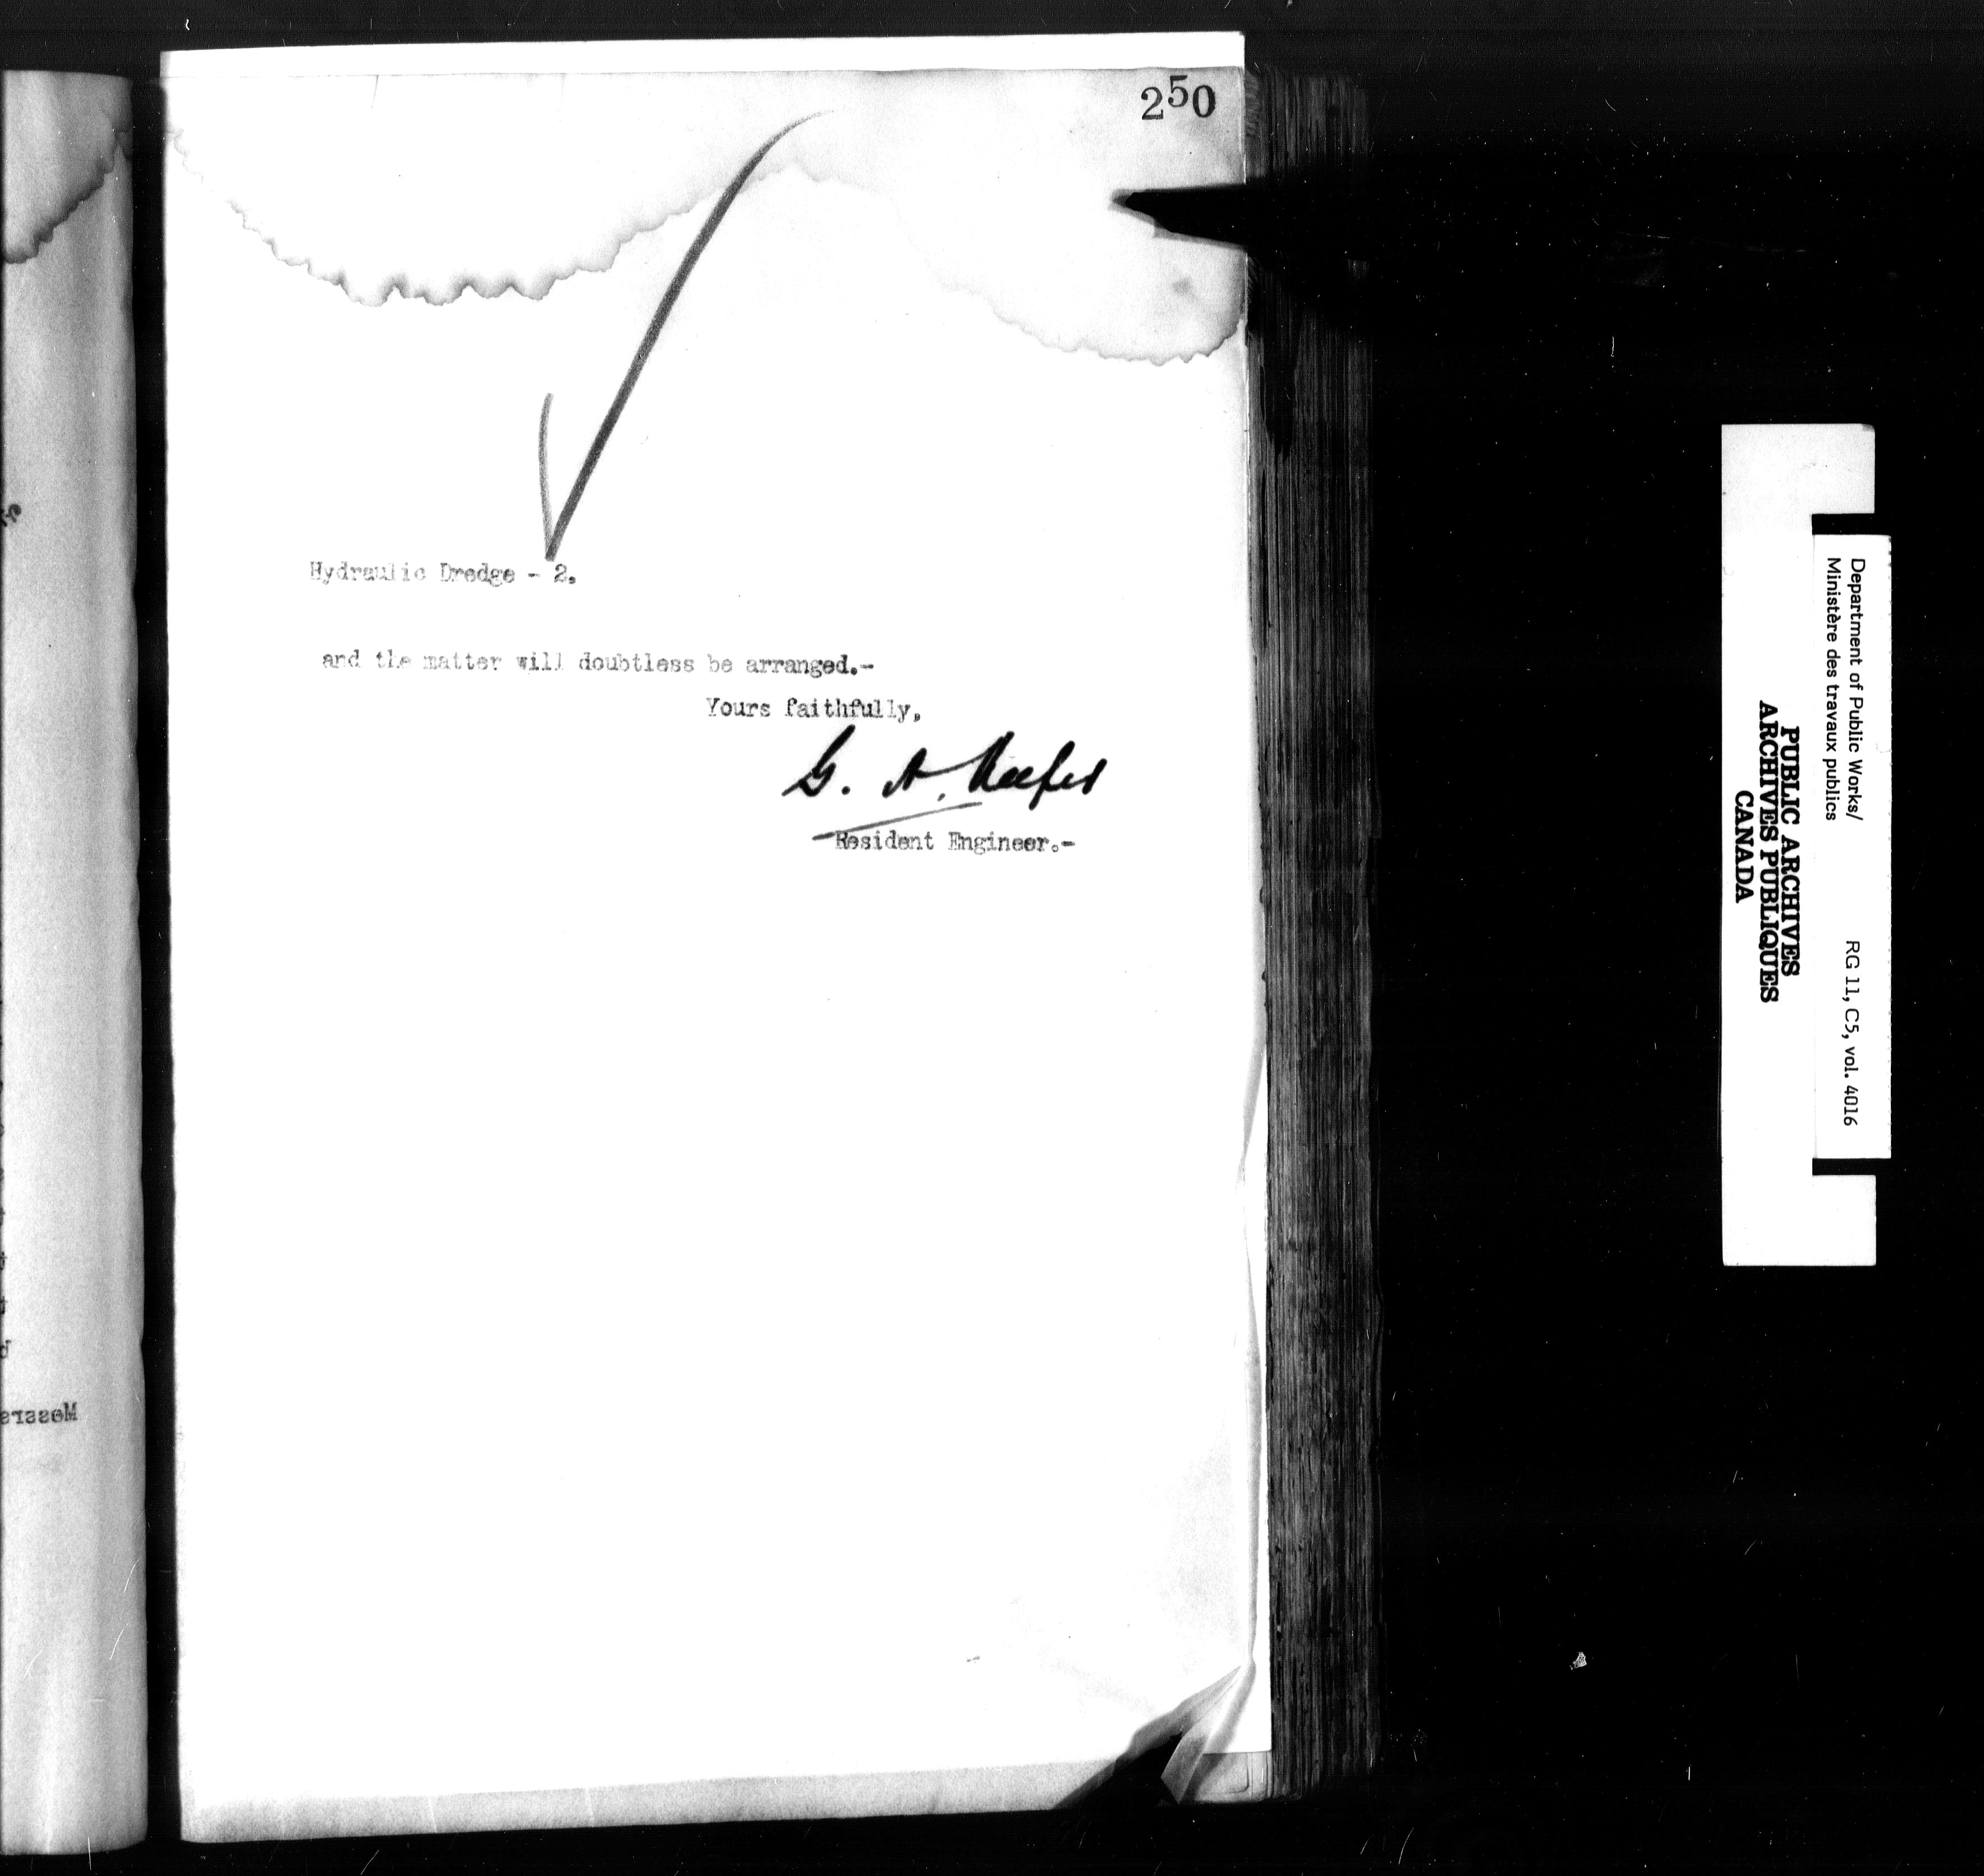 250
Hydraulic Dredge - 2.
and the matter will doubtless be arranged.-
Yours faithfully,
G. A. Keefer
Resident Engineer.-
Messrs
Department of Public Works/
Ministère des travaux publics
RG 11, C5, vol. 4016
PUBLIC ARCHIVES
ARCHIVES PUBLIQUES
CANADA